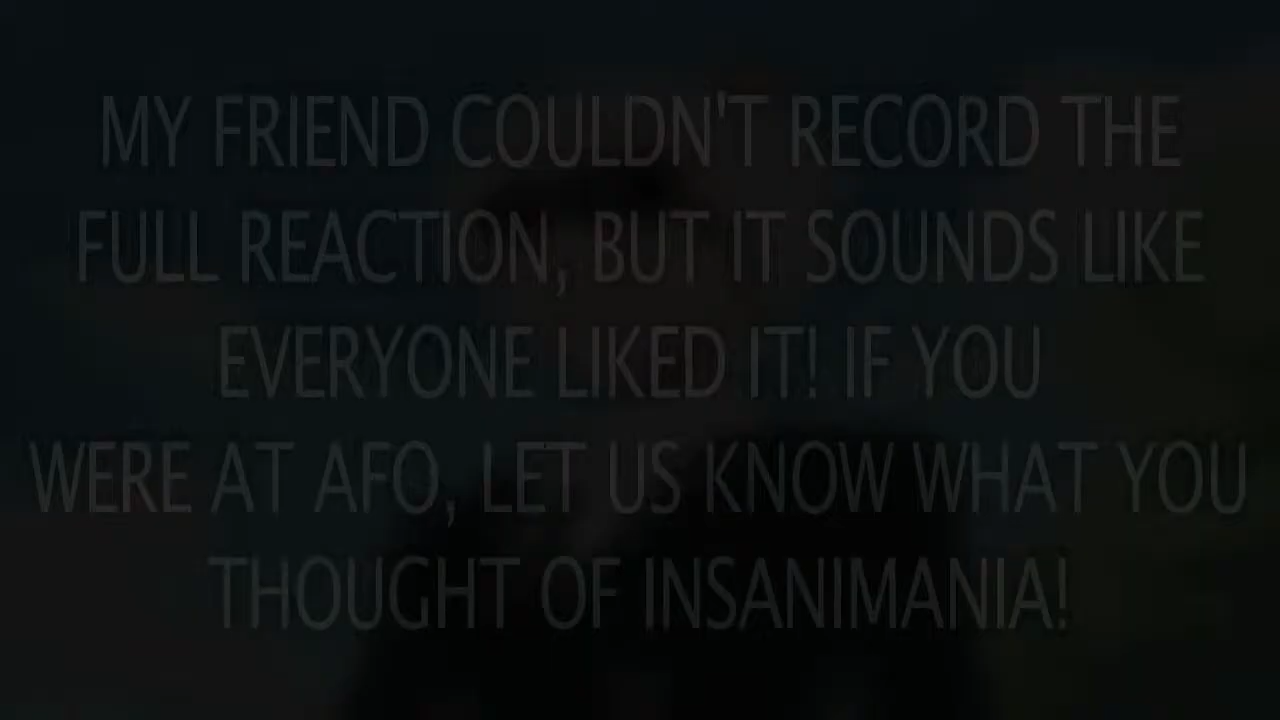 MY FRIEND COULDN'T RECORD THE
FULL REACTION, BUT IT SOUNDS LIKE
EVERYONE LIKED IT! IF YOU
WERE AT AFO, LET US KNOW WHAT YOU
THOUGHT OF INSANIMANIA!